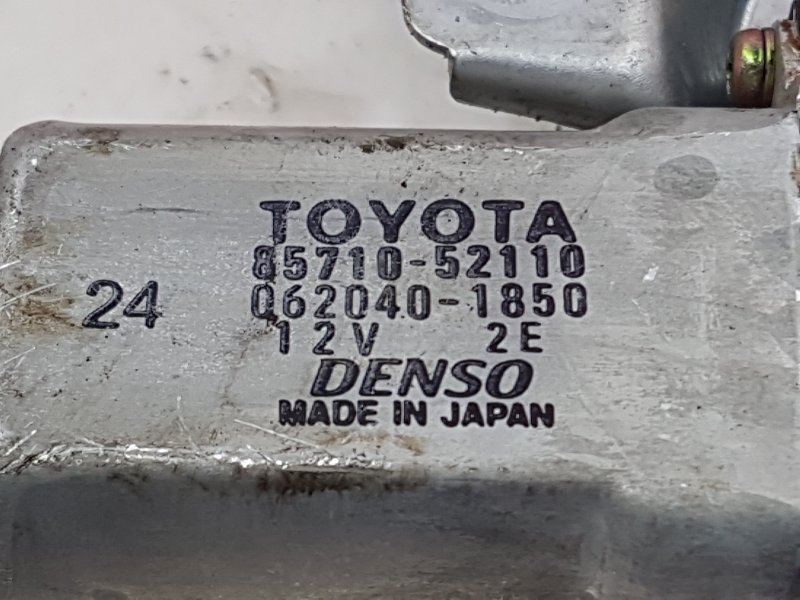 TOYOTA
85710-52110
24
062040-1850
12V 2E
DENSO
MADE IN JAPAN